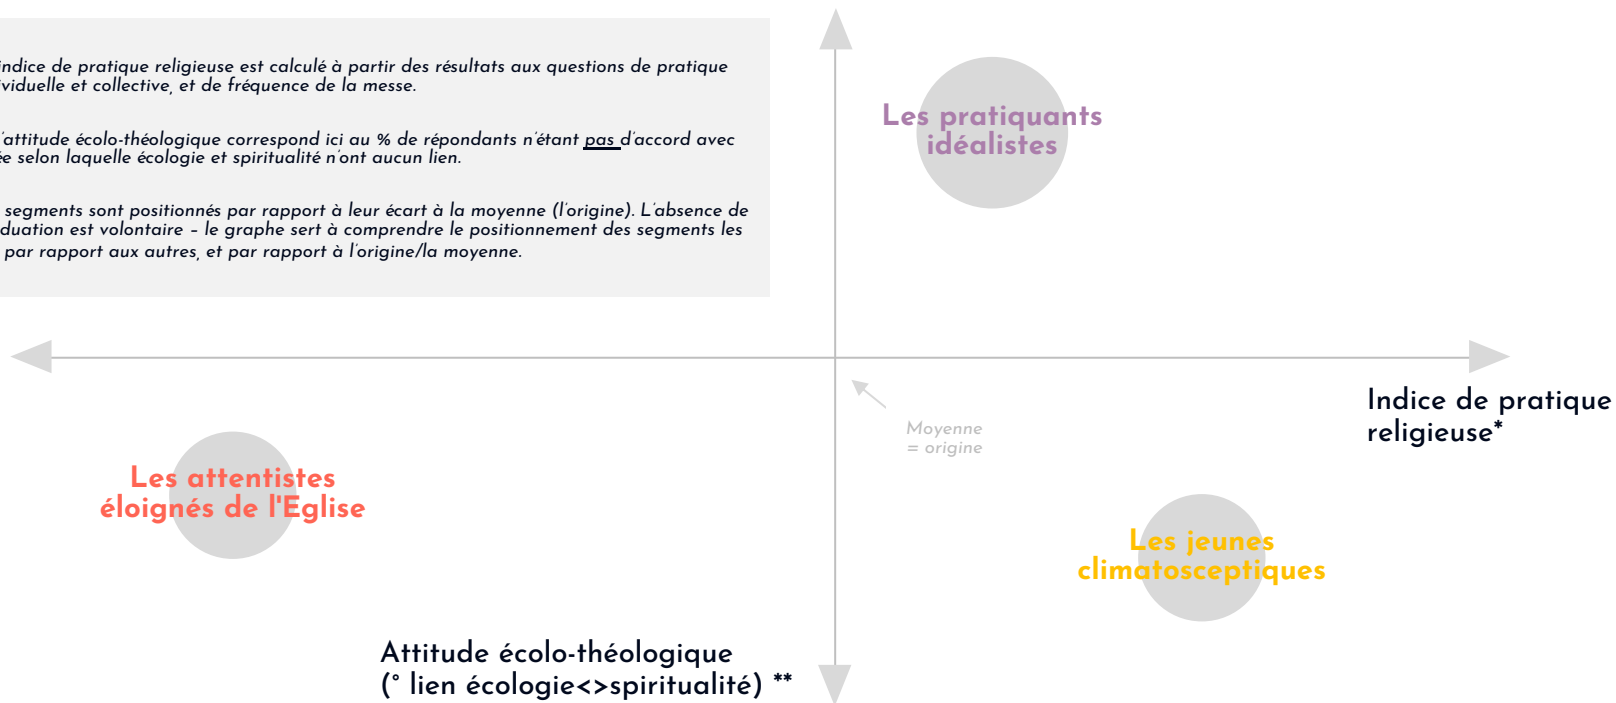 indice de pratique religieuse est calculé à partir des résultats aux questions de pratique
viduelle et collective, et de fréquence de la messe.
'attitude écolo-théologique correspond ici au % de répondants n'étant pas d'accord avec
e selon laquelle écologie et spiritualité n'ont aucun lien.
segments sont positionnés par rapport à leur écart à la moyenne (l'origine). L'absence de
duation est volontaire – le graphe sert à comprendre le positionnement des segments les
par rapport aux autres, et par rapport à l'origine/la moyenne.
Les pratiquants
idéalistes
Indice de pratique
religieuse*
Moyenne
= origine
Les attentistes
éloignés de l'Eglise
Les jeunes
climatosceptiques
Attitude écolo-théologique
(° lien écologie<>spiritualité) **